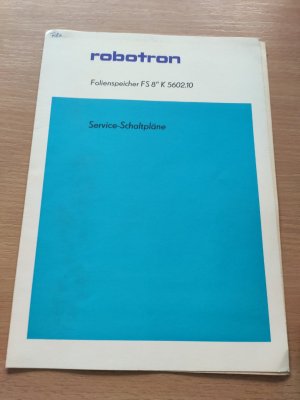 robotron
Folienspeicher FS 8" K 5602.10
Service-Schaltpläne